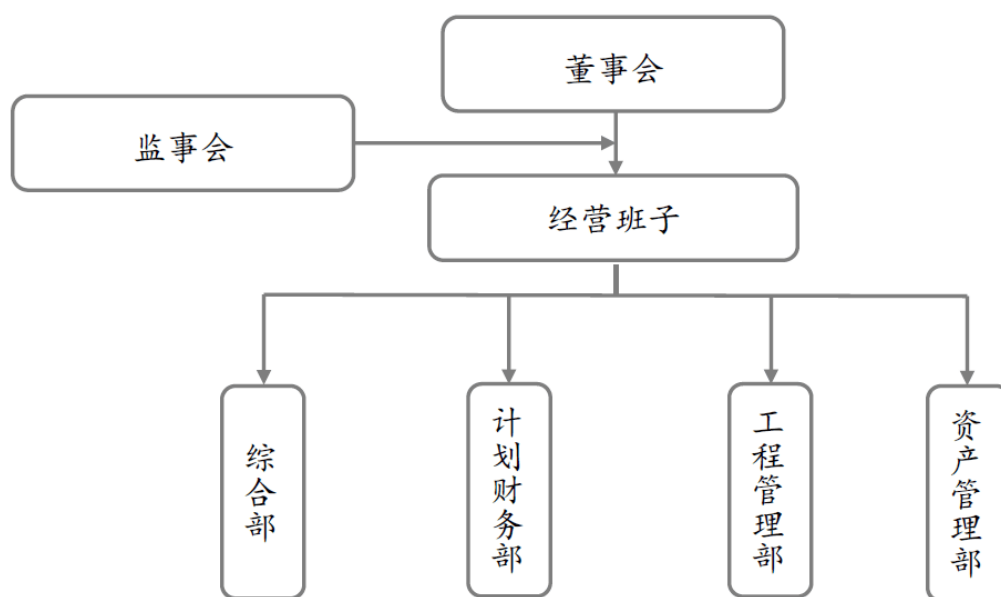 董事会
监事会
经营班子
综合部
计划财务部
工程管理部
资产管理部